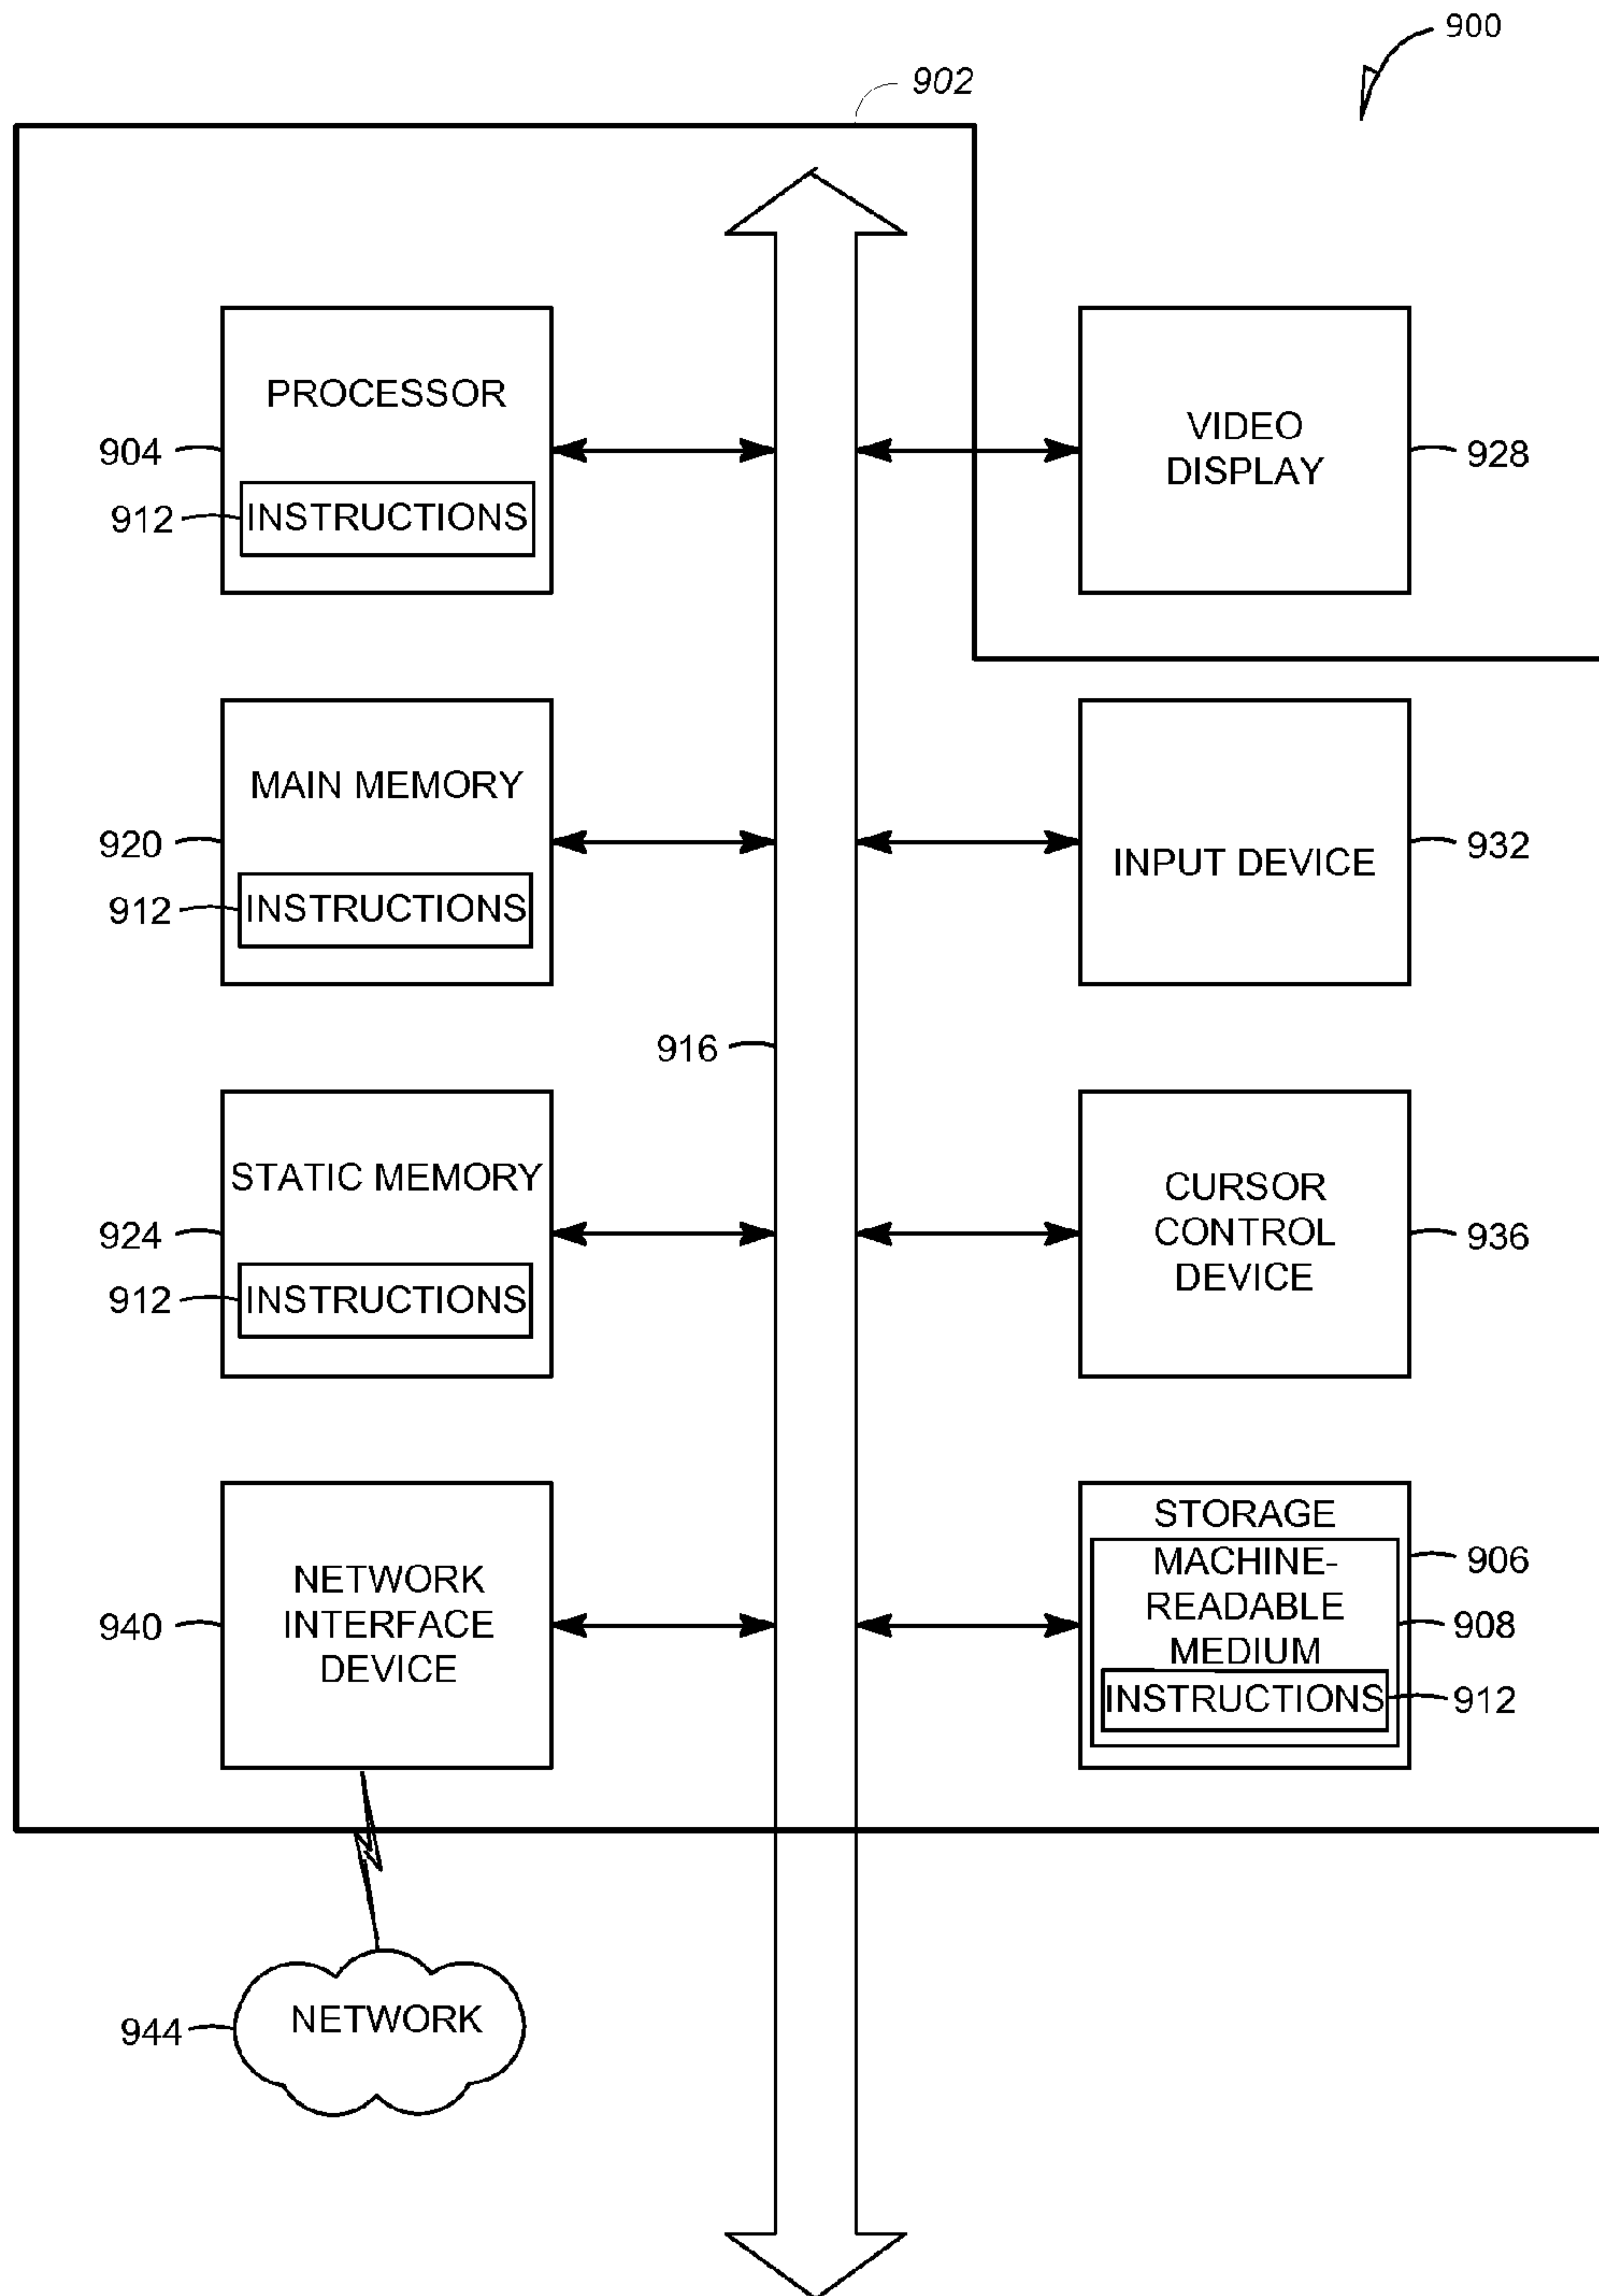 900
902
PROCESSOR
904
912
INSTRUCTIONS
VIDEO
DISPLAY
928
MAIN MEMORY
920
912
INSTRUCTIONS
INPUT DEVICE
932
916
STATIC MEMORY
924
912
INSTRUCTIONS
CURSOR
CONTROL
DEVICE
936
NETWORK
INTERFACE
DEVICE
940
STORAGE
MACHINE-
READABLE
MEDIUM
INSTRUCTIONS
906
908
912
NETWORK
944